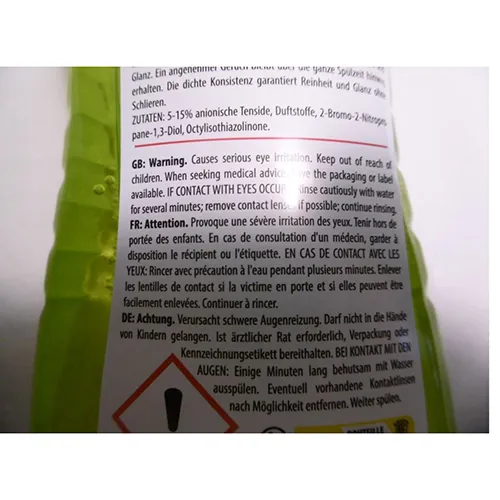 Glanz. Ein angenehmer Geruch bleibt über die ganze Spülzeit
erhalten. Die dichte Konsistenz garantiert Reinheit und Glanz ohne
Schlieren.
ZUTATEN: 5-15% anionische Tenside, Duftstoffe, 2-Bromo-2-Nitropro
pane-1,3-Diol, Octylisothiazolinone.
GB: Warning. Causes serious eye irritation. Keep out of reach of
children. When seeking medical advice have the packaging or label
available. IF CONTACT WITH EYES OCCUR: rinse cautiously with water
for several minutes; remove contact lenses if possible; continue rinsing.
FR: Attention. Provoque une sévère irritation des yeux. Tenir hors de
portée des enfants. En cas de consultation d'un médecin, garder à
disposition le récipient ou l'étiquette. EN CAS DE CONTACT AVEC LES
YEUX: Rincer avec précaution à l'eau pendant plusieurs minutes. Enlever
les lentilles de contact si la victime en porte et si elles peuvent être
facilement enlevées. Continuer à rincer.
DE: Achtung. Verursacht schwere Augenreizung. Darf nicht in die Hände
von Kindern gelangen. Ist ärztlicher Rat erforderlich, Verpackung oder
Kennzeichnungsetikett bereithalten. BEI KONTAKT MIT DEN
AUGEN: Einige Minuten lang behutsam mit Wasser
ausspülen. Eventuell vorhandene Kontaktlinsen
nach Möglichkeit entfernen. Weiter spülen.
BOUTEILLE